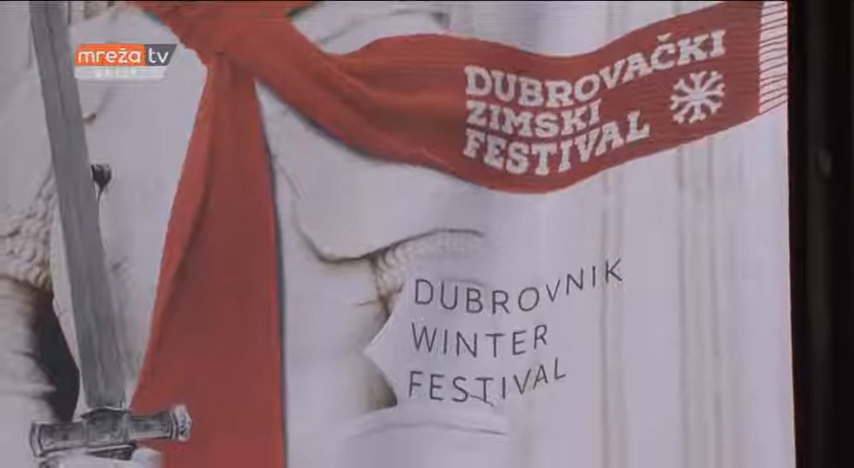 mreža tv
DUBROVAČKI
ZIMSKI
FESTIVAL
DUBROVNIK
WINTER
FESTIVAL